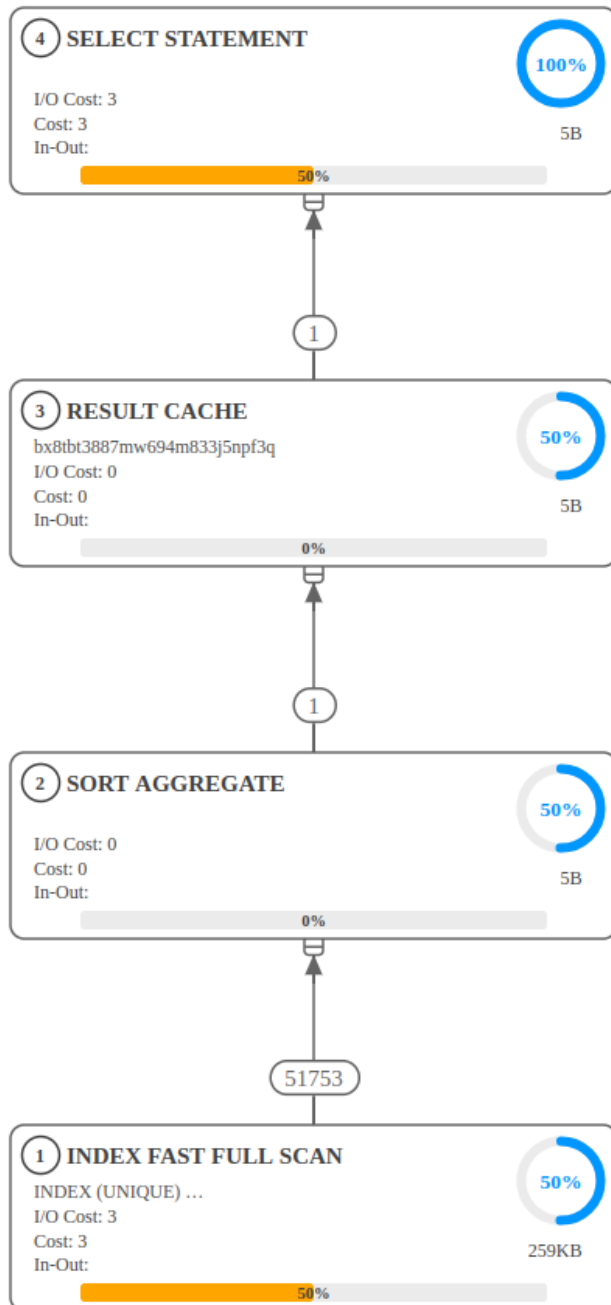 4 SELECT STATEMENT
100%
I/O Cost: 3
Cost: 3
5B
In-Out:
50%
1
3 RESULT CACHE
bx8tbt3887mw694m833j5npf3q
50%
I/O Cost: 0
Cost: 0
5B
In-Out:
0%
1
2 SORT AGGREGATE
50%
I/O Cost: 0
Cost: 0
5B
In-Out:
0%
51753
1 INDEX FAST FULL SCAN
50%
INDEX (UNIQUE) …
I/O Cost: 3
Cost: 3
259KB
In-Out:
50%